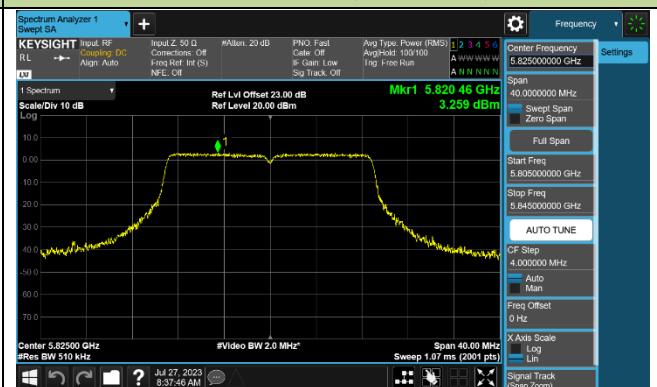 Spectrum Analyzer 1
Swept SA
+
Frequency
KEYSIGHT
RL
LXI
Input: RF
Coupling: DC
Align: Auto
Input Z: 50 Ω
Corrections: Off
Freq Ref: Int (S)
NFE: Off
#Atten: 20 dB
PNO: Fast
Gate: Off
IF Gain: Low
Sig Track: Off
Avg Type: Power (RMS)
Avg|Hold: 100/100
Trig: Free Run
1 2 3 4 5 6
A W W W W W
A N N N N N
Center Frequency
5.825000000 GHz
Settings
Span
40.0000000 MHz
Swept Span
Zero Span
Full Span
Start Freq
5.805000000 GHz
Stop Freq
5.845000000 GHz
AUTO TUNE
CF Step
4.000000 MHz
Auto
Man
Freq Offset
0 Hz
X Axis Scale
Log
Lin
Signal Track
(Span Zoom)
1 Spectrum
Scale/Div 10 dB
Log
Ref Lvl Offset 23.00 dB
Ref Level 20.00 dBm
Mkr1 5.820 46 GHz
3.259 dBm
1
10.0
0.00
-10.0
-20.0
-30.0
-40.0
-50.0
-60.0
-70.0
Center 5.82500 GHz
#Res BW 510 kHz
#Video BW 2.0 MHz*
Span 40.00 MHz
Sweep 1.07 ms (2001 pts)
?
Jul 27, 2023
8:37:46 AM